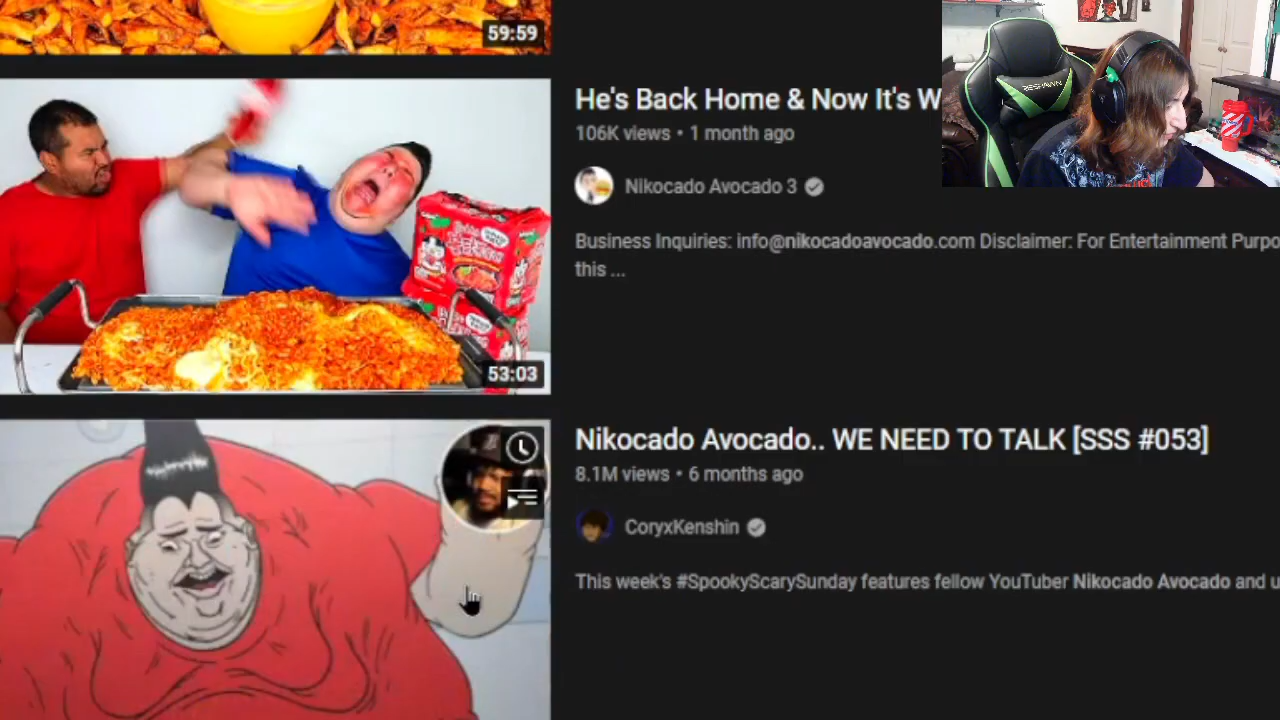 59:59
He's Back Home & Now It's W
106K views • 1 month ago
Nikocado Avocado 3
Business Inquiries: info@nikocadoavocado.com Disclaimer: For Entertainment Purpo
this ...
53:03
Nikocado Avocado.. WE NEED TO TALK [SSS #053]
8.1M views • 6 months ago
CoryxKenshin
This week's #SpookyScarySunday features fellow YouTuber Nikocado Avocado and u
RESPAWN